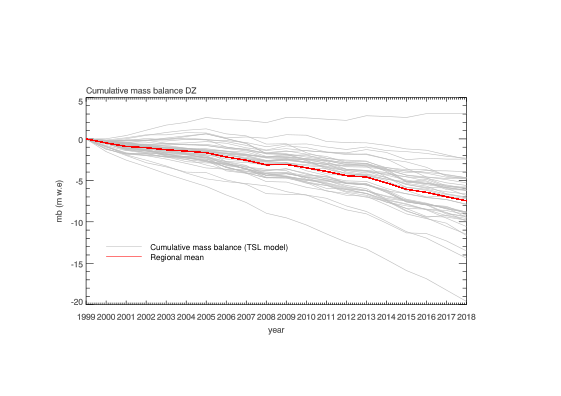 Cumulative mass balance DZ
5
0
-5
-10
-15
-20
mb (m w.e)
Cumulative mass balance (TSL model)
Regional mean
1999 2000 2001 2002 2003 2004 2005 2006 2007 2008 2009 2010 2011 2012 2013 2014 2015 2016 2017 2018
year